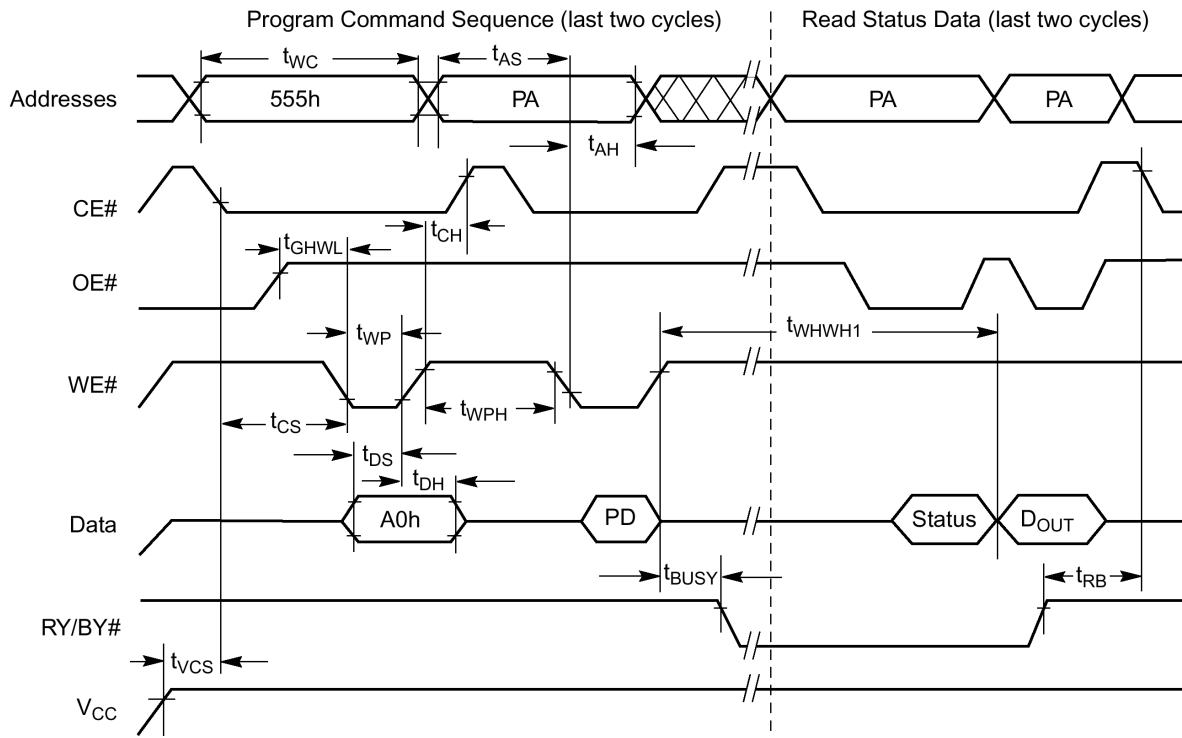 Program Command Sequence (last two cycles)
Read Status Data (last two cycles)
tWC
tAS
Addresses
555h
PA
PA
PA
tAH
CE#
tCH
tGHWL
OE#
tWP
tWHWH1
WE#
tCS
tWPH
tDS
tDH
Data
A0h
PD
Status
DOUT
tBUSY
tRB
RY/BY#
tVCS
VCC